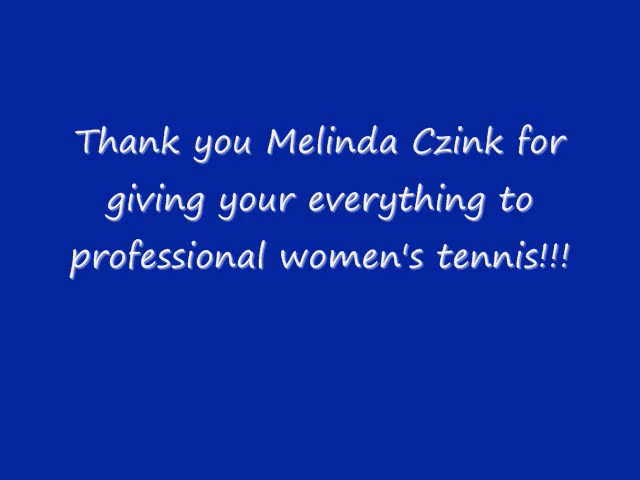 Thank you Melinda Czink for
giving your everything to
professional women's tennis!!!